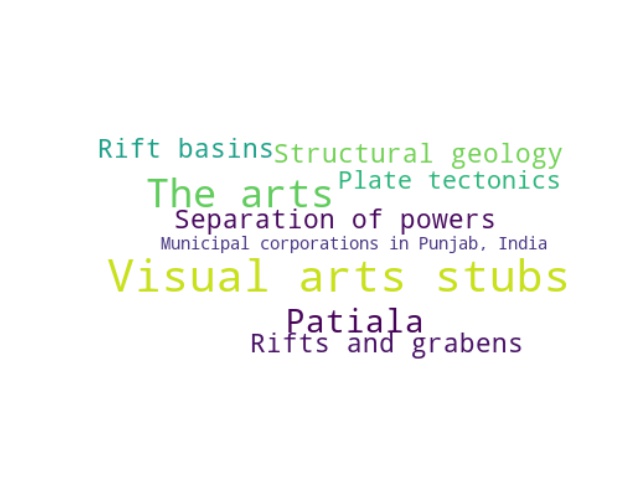 Rift basins
Structural geology
Plate tectonics
The arts
Separation of powers
Municipal corporations in Punjab, India
Visual arts stubs
Patiala
Rifts and grabens